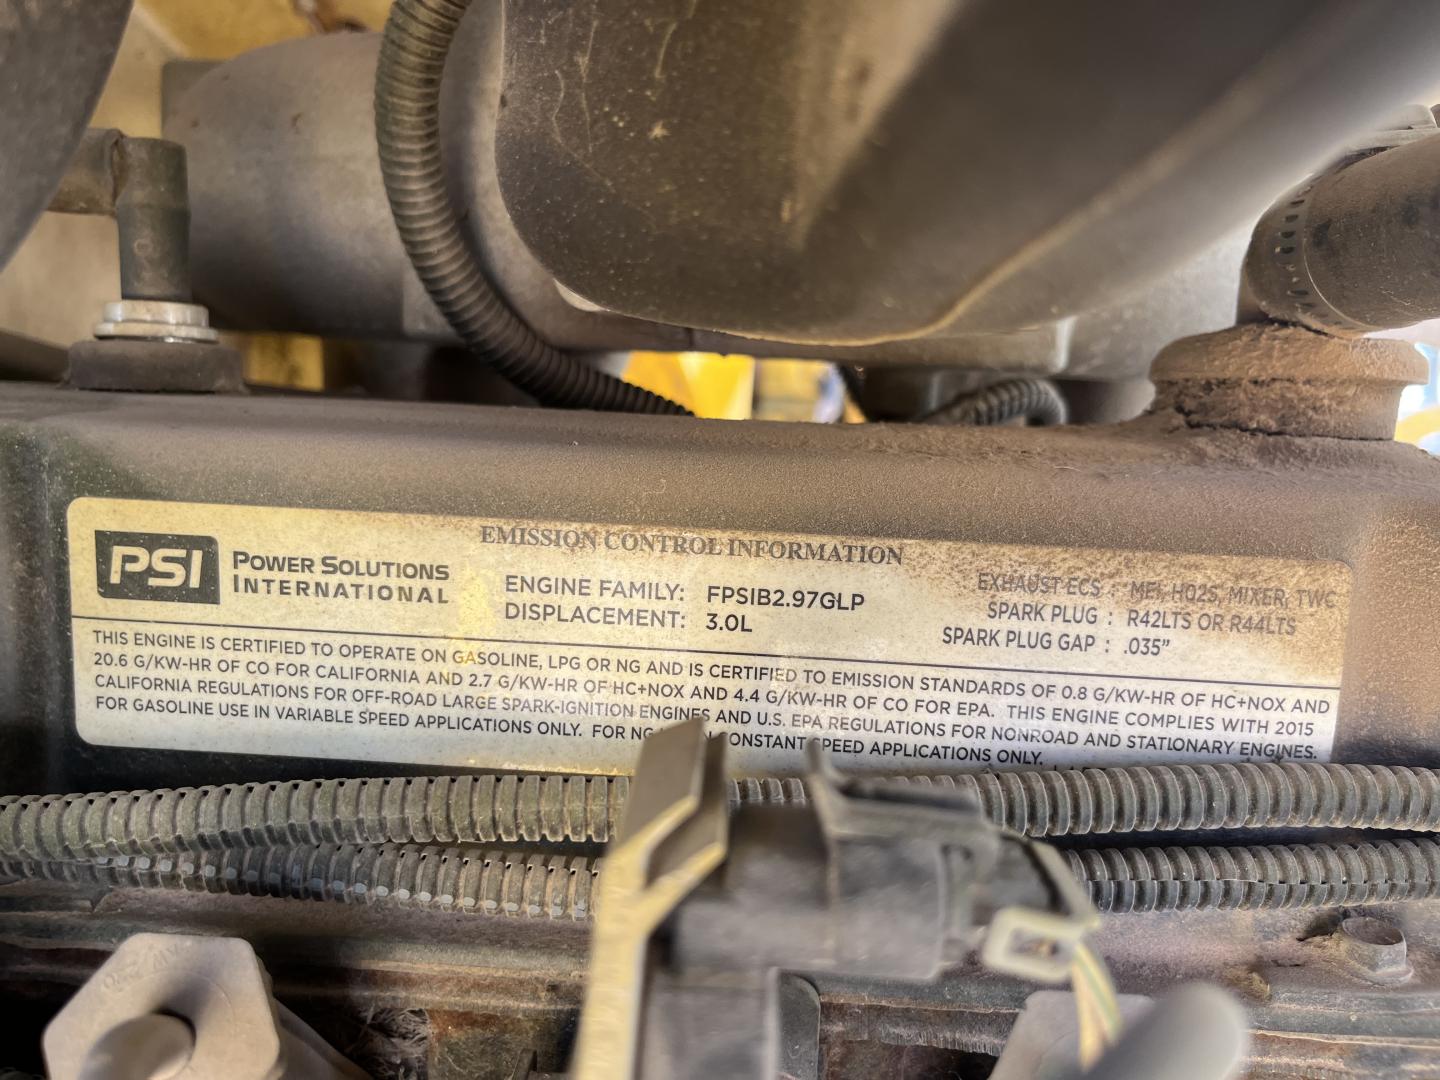 EMISSION CONTROL INFORMATION
PSI
POWER SOLUTIONS
INTERNATIONAL
ENGINE FAMILY: FPSIB2.97GLP
DISPLACEMENT: 3.0L
EXHAUST ECS : MFI, HO2S, MIXER, TWC
SPARK PLUG : R42LTS OR R44LTS
SPARK PLUG GAP : .035"
THIS ENGINE IS CERTIFIED TO OPERATE ON GASOLINE, LPG OR NG AND IS CERTIFIED TO EMISSION STANDARDS OF 0.8 G/KW-HR OF HC+NOX AND
20.6 G/KW-HR OF CO FOR CALIFORNIA AND 2.7 G/KW-HR OF HC+NOX AND 4.4 G/KW-HR OF CO FOR EPA. THIS ENGINE COMPLIES WITH 2015
CALIFORNIA REGULATIONS FOR OFF-ROAD LARGE SPARK-IGNITION ENGINES AND U.S. EPA REGULATIONS FOR NONROAD AND STATIONARY ENGINES.
FOR GASOLINE USE IN VARIABLE SPEED APPLICATIONS ONLY. FOR NG CONSTANT SPEED APPLICATIONS ONLY.